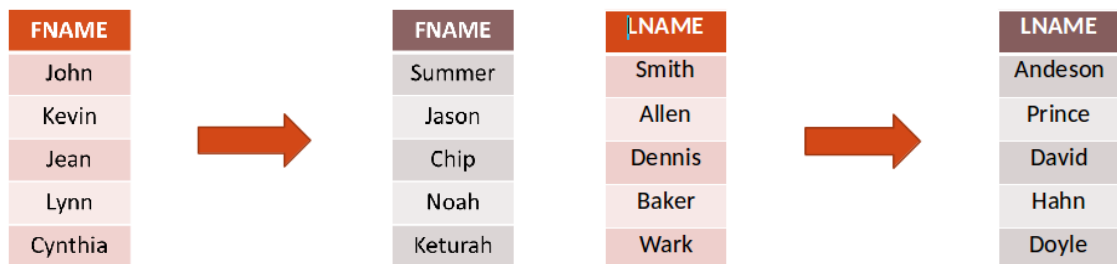 FNAME FNAME LNAME LNAME
John Summer Smith Andeson
Kevin Jason Allen Prince
Jean Chip Dennis David
Lynn Noah Baker Hahn
Cynthia Keturah Wark Doyle